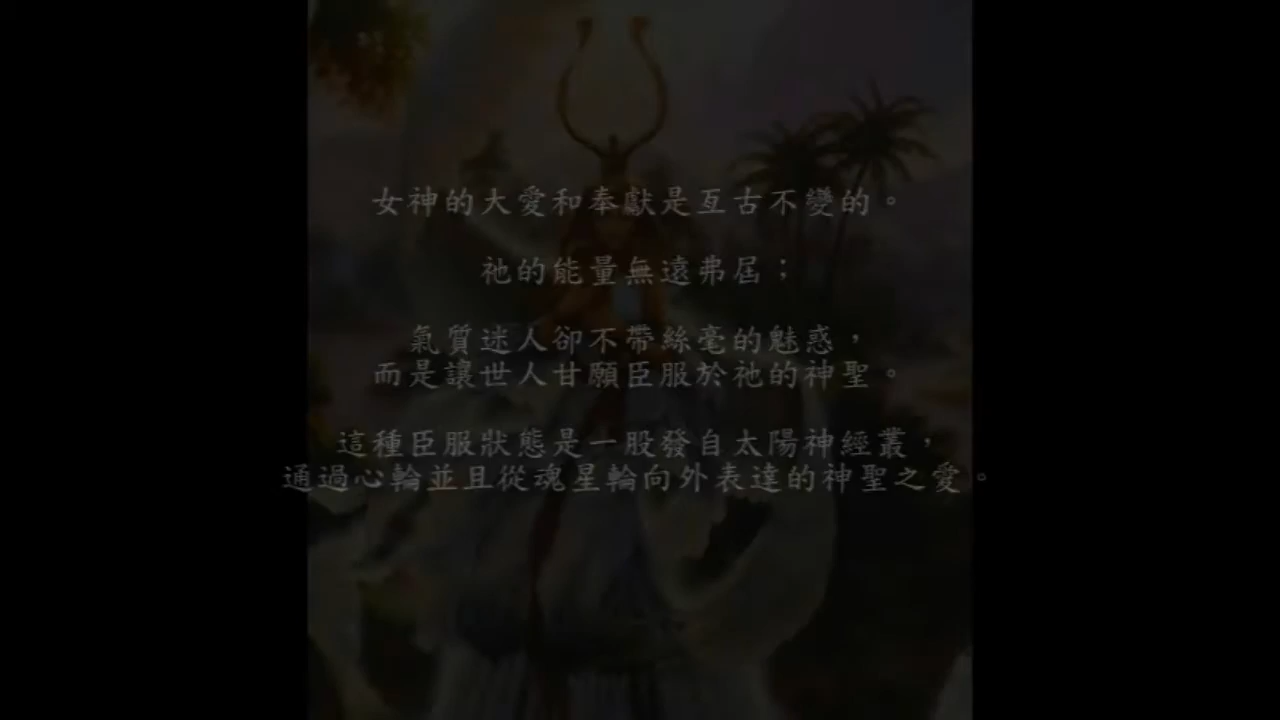 女神的大愛和奉獻是亙古不變的。
祂的能量無遠弗屆；
氣質迷人卻不帶絲毫的魅惑，
而是讓世人甘願臣服於祂的神聖。
這種臣服狀態是一股發自太陽神經叢，
通過心輪並且從魂星輪向外表達的神聖之愛。